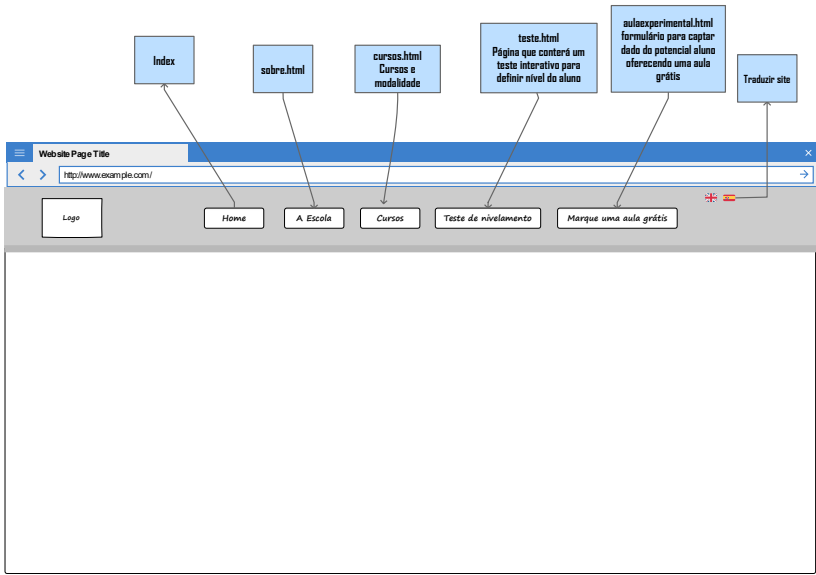 Index
sobre.html
cursos.html
Cursos e
modalidade
teste.html
Página que conterá um
teste interativo para
definir nível do aluno
aulaexperimental.html
formulário para captar
dado do potencial aluno
oferecendo uma aula
grátis
Traduzir site
Website Page Title
http://www.example.com/
Logo
Home
A Escola
Cursos
Teste de nivelamento
Marque uma aula grátis